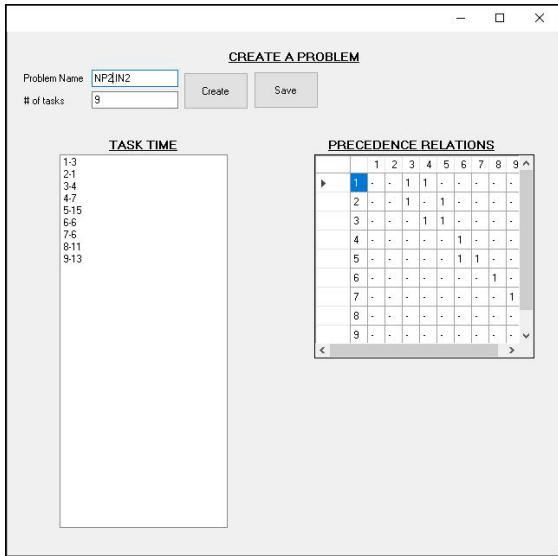 CREATE A PROBLEM
Problem Name NP2IN2 Create Save
# of tasks 9
TASK TIME
1-3
2-1
3-4
4-7
5-15
6-6
7-6
8-11
9-13
PRECEDENCE RELATIONS
1 2 3 4 5 6 7 8 9
1 - - 1 1 - - - - -
2 - - 1 - 1 - - - -
3 - - - 1 1 - - - -
4 - - - - - 1 - - -
5 - - - - - 1 1 - -
6 - - - - - - - 1 -
7 - - - - - - - - 1
8 - - - - - - - - -
9 - - - - - - - - -